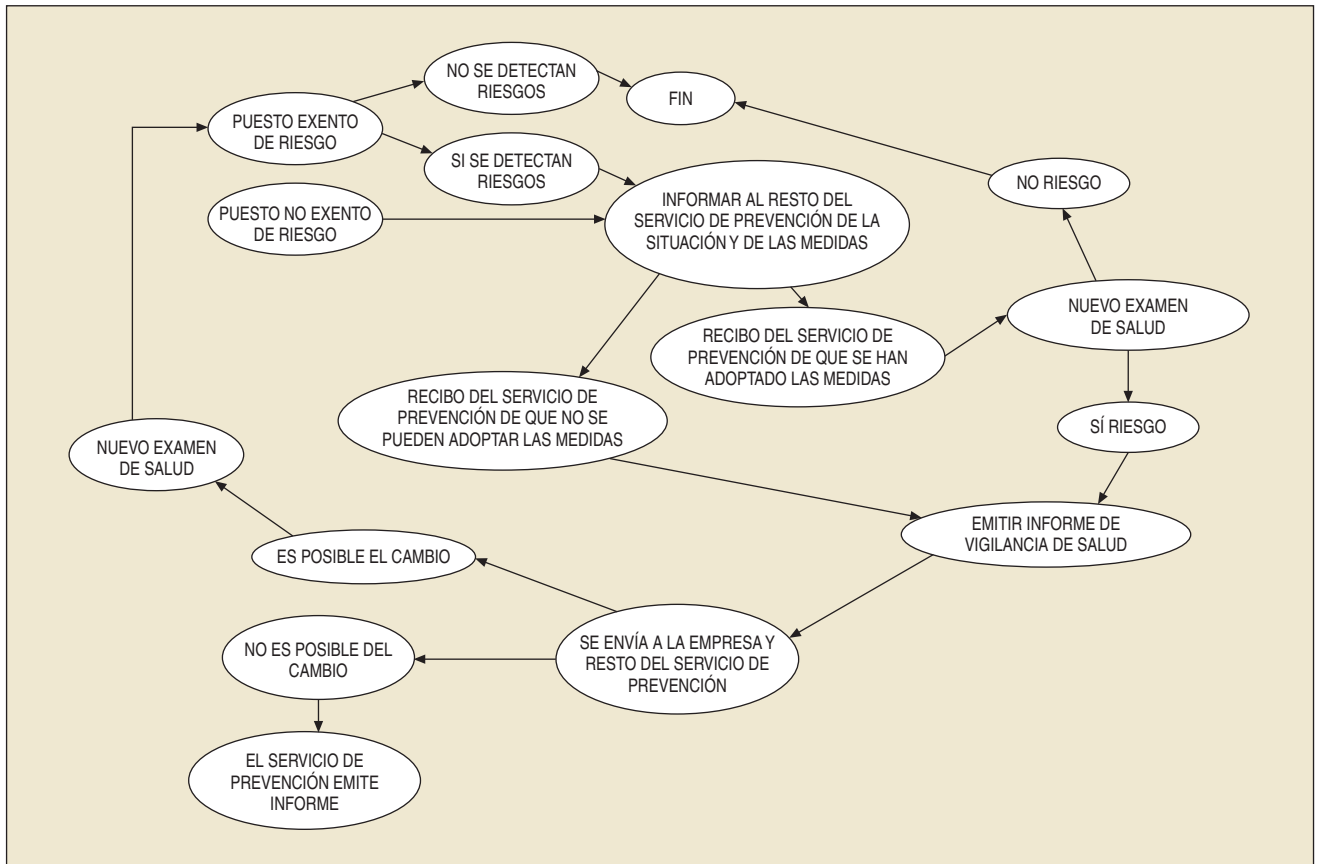 NO SE DETECTAN
RIESGOS
FIN
PUESTO EXENTO
DE RIESGO
SI SE DETECTAN
RIESGOS
NO RIESGO
PUESTO NO EXENTO
DE RIESGO
INFORMAR AL RESTO DEL
SERVICIO DE PREVENCIÓN DE LA
SITUACIÓN Y DE LAS MEDIDAS
NUEVO EXAMEN
DE SALUD
RECIBO DEL SERVICIO DE
PREVENCIÓN DE QUE SE HAN
ADOPTADO LAS MEDIDAS
RECIBO DEL SERVICIO DE
PREVENCIÓN DE QUE NO SE
PUEDEN ADOPTAR LAS MEDIDAS
SÍ RIESGO
NUEVO EXAMEN
DE SALUD
EMITIR INFORME DE
VIGILANCIA DE SALUD
ES POSIBLE EL CAMBIO
SE ENVÍA A LA EMPRESA Y
RESTO DEL SERVICIO DE
PREVENCIÓN
NO ES POSIBLE DEL
CAMBIO
EL SERVICIO DE
PREVENCIÓN EMITE
INFORME